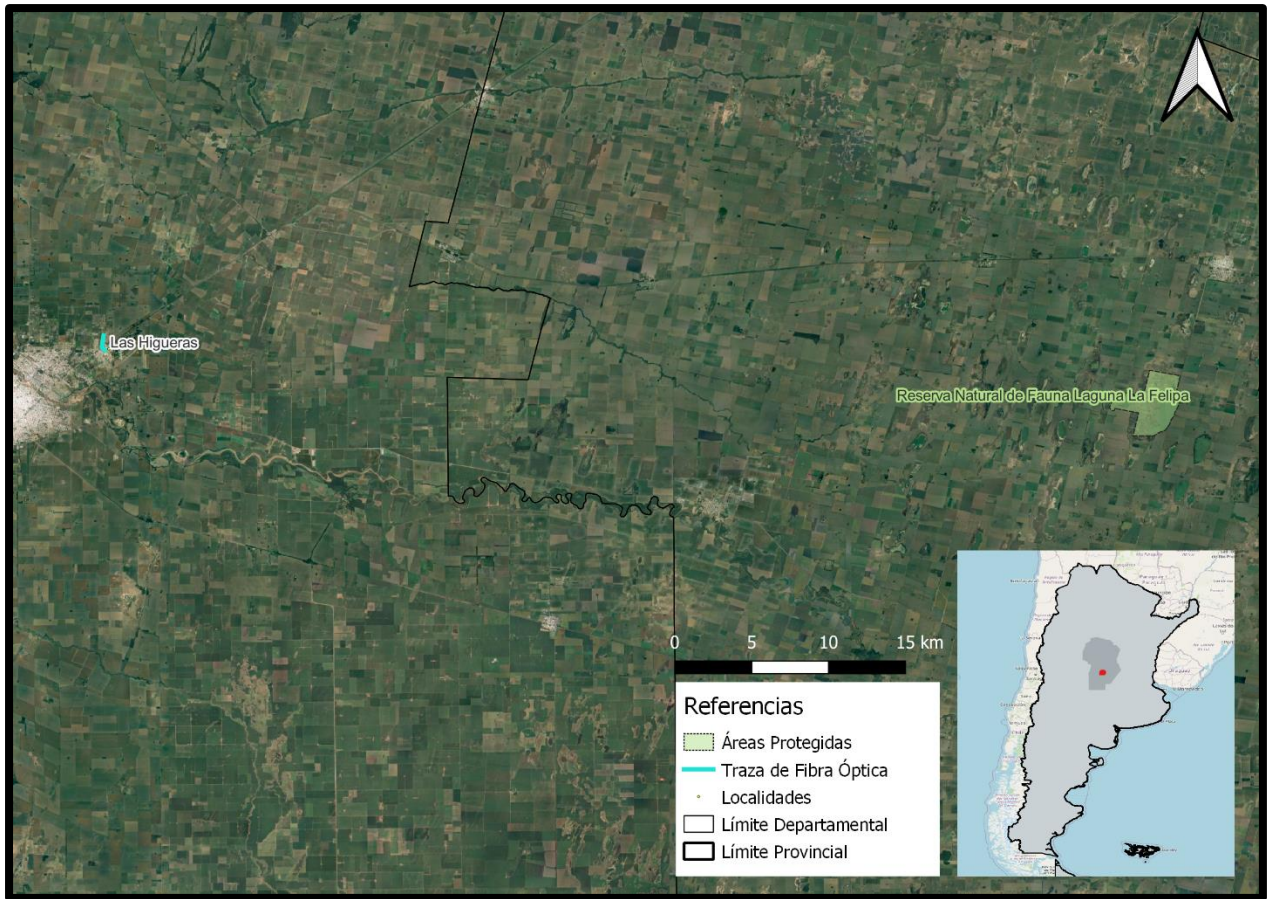 Las Higueras
Reserva Natural de Fauna Laguna La Felipa
0 5 10 15 km
Referencias
Áreas Protegidas
Traza de Fibra Óptica
Localidades
Límite Departamental
Límite Provincial